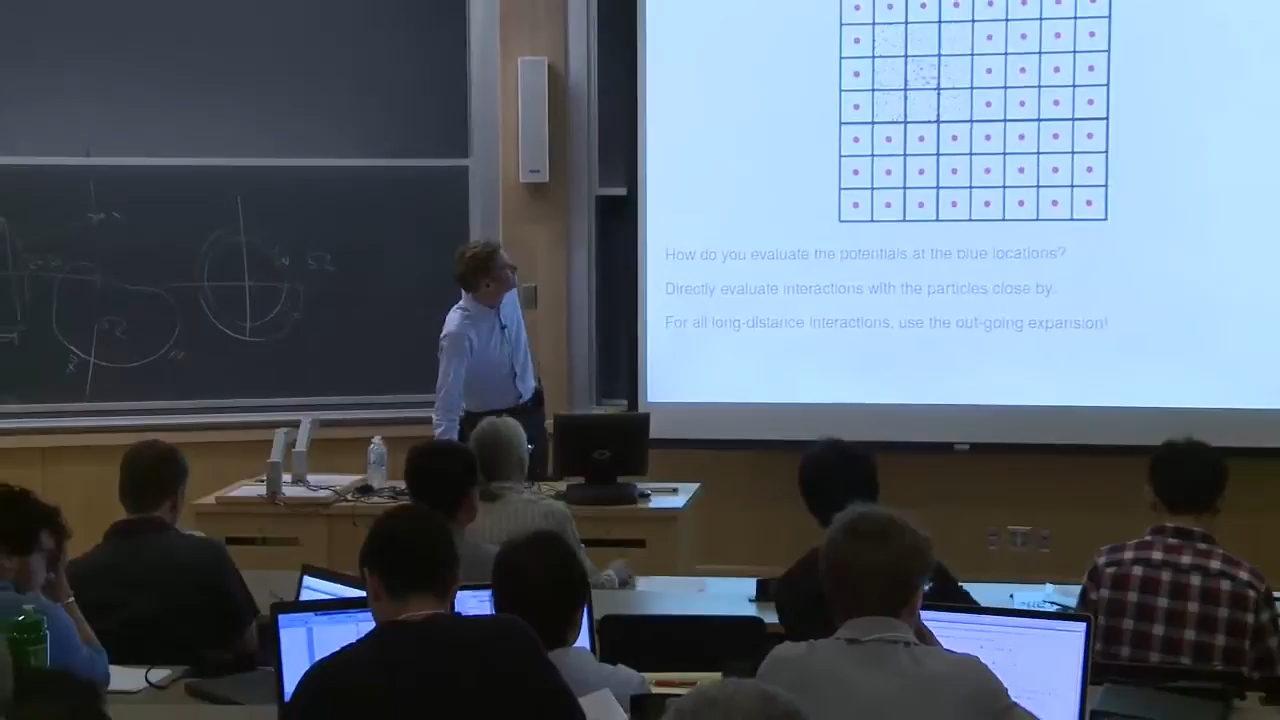 How do you evaluate the potentials at the blue locations?
Directly evaluate interactions with the particles close by.
For all long-distance interactions, use the out-going expansion!
Ω
Ω